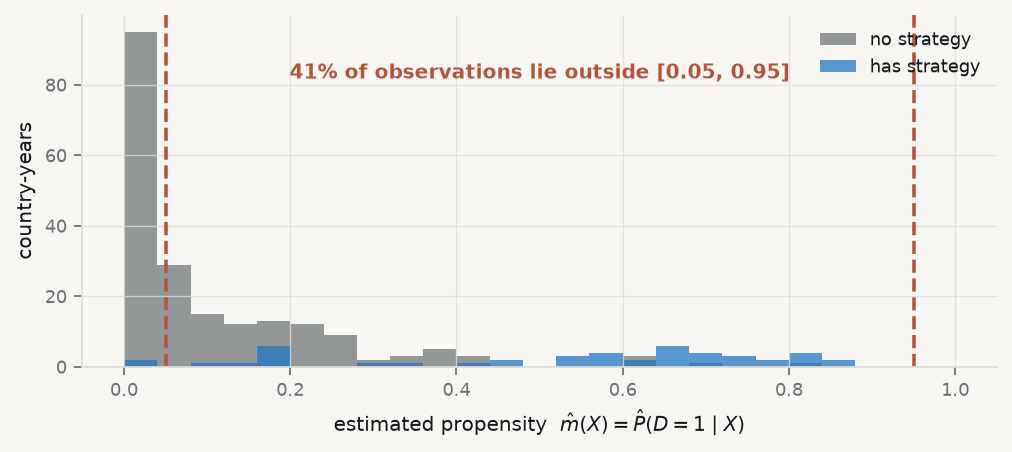 41% of observations lie outside [0.05, 0.95]
no strategy
has strategy
country-years
80
60
40
20
0
0.0 0.2 0.4 0.6 0.8 1.0
estimated propensity m̂(X) = P̂(D = 1 | X)